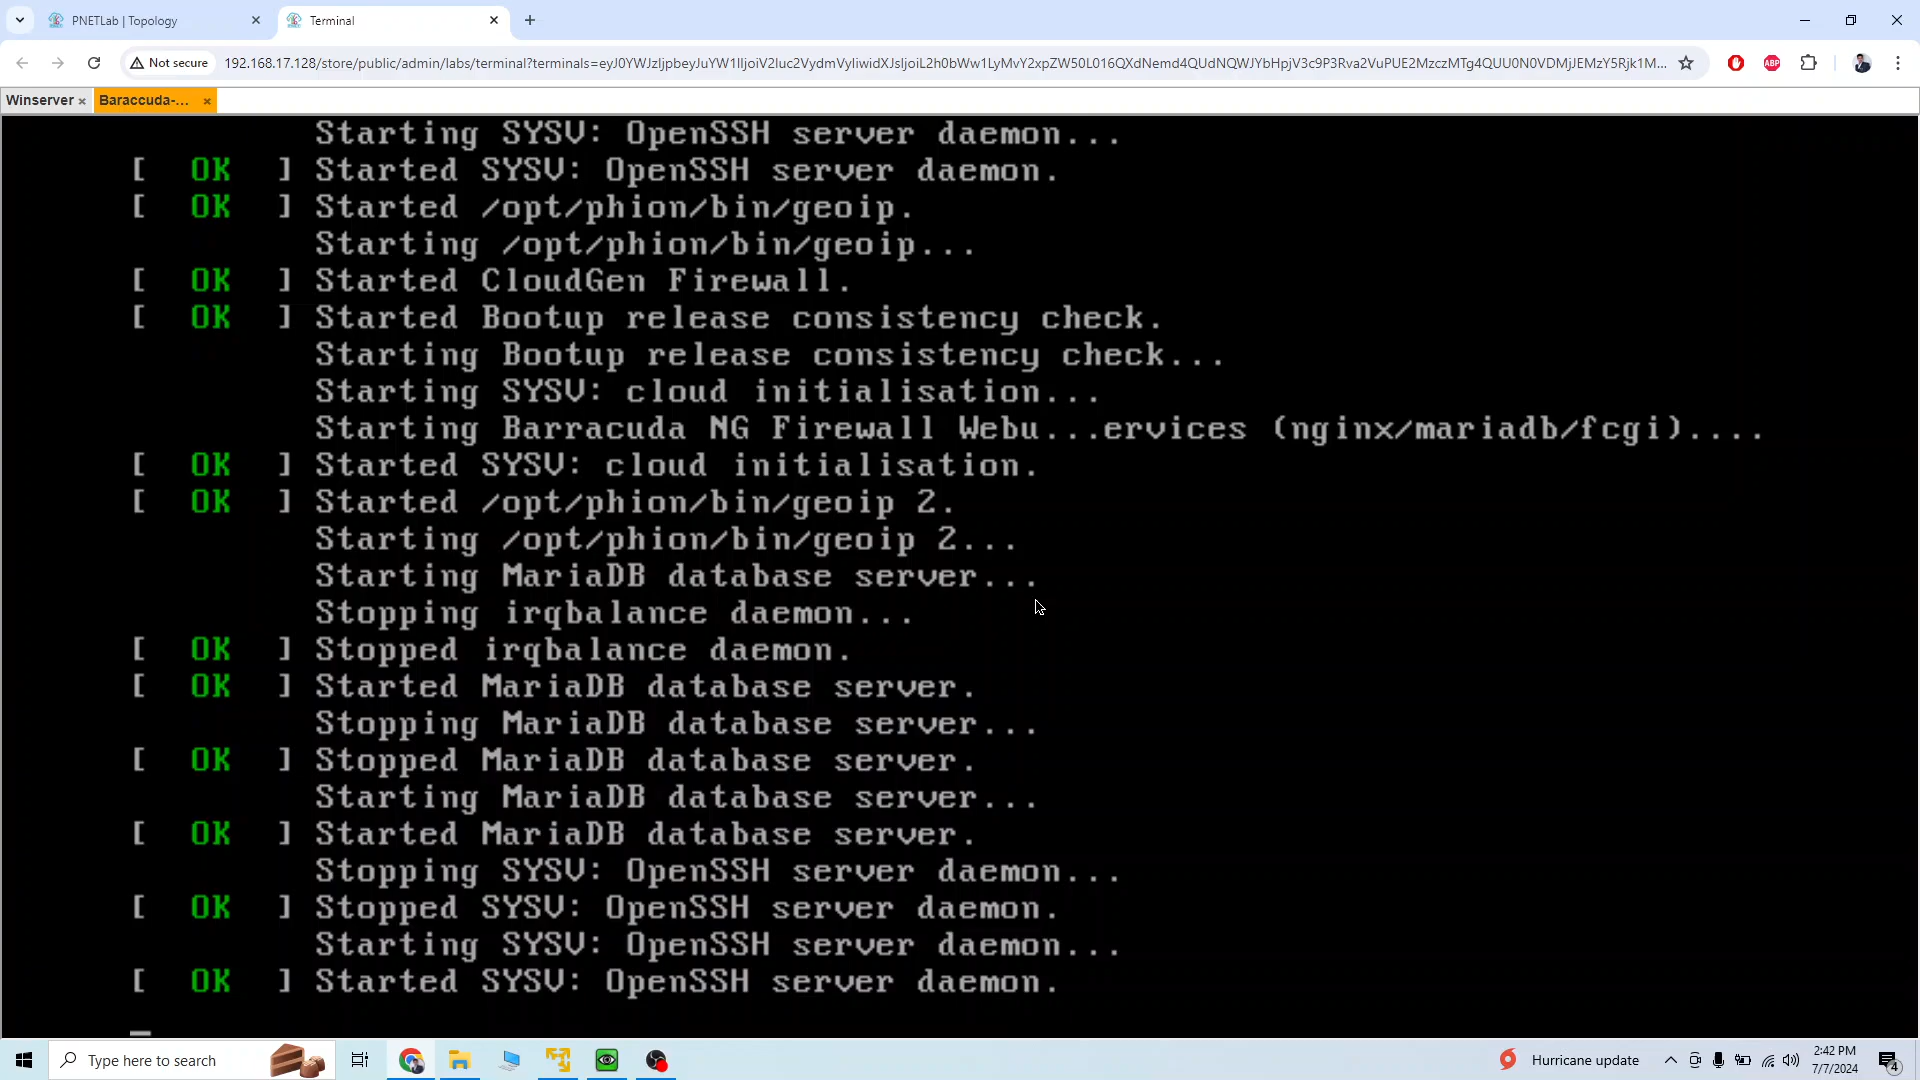 PNETLab | Topology
Terminal
Not secure
192.168.17.128/store/public/admin/labs/terminal?terminals=
Winserver
Baraccuda-...
Starting SYSV: OpenSSH server daemon...
[ OK ] Started SYSV: OpenSSH server daemon.
[ OK ] Started /opt/phion/bin/geoip.
Starting /opt/phion/bin/geoip...
[ OK ] Started CloudGen Firewall.
[ OK ] Started Bootup release consistency check.
Starting Bootup release consistency check...
Starting SYSV: cloud initialisation...
Starting Barracuda NG Firewall Webu...ervices (nginx/mariadb/fcgi)....
[ OK ] Started SYSV: cloud initialisation.
[ OK ] Started /opt/phion/bin/geoip 2.
Starting /opt/phion/bin/geoip 2...
Starting MariaDB database server...
Stopping irqbalance daemon...
[ OK ] Stopped irqbalance daemon.
[ OK ] Started MariaDB database server.
Stopping MariaDB database server...
[ OK ] Stopped MariaDB database server.
Starting MariaDB database server...
[ OK ] Started MariaDB database server.
Stopping SYSV: OpenSSH server daemon...
[ OK ] Stopped SYSV: OpenSSH server daemon.
Starting SYSV: OpenSSH server daemon...
[ OK ] Started SYSV: OpenSSH server daemon.
Type here to search
Hurricane update
2:42 PM
7/7/2024
4
ABP